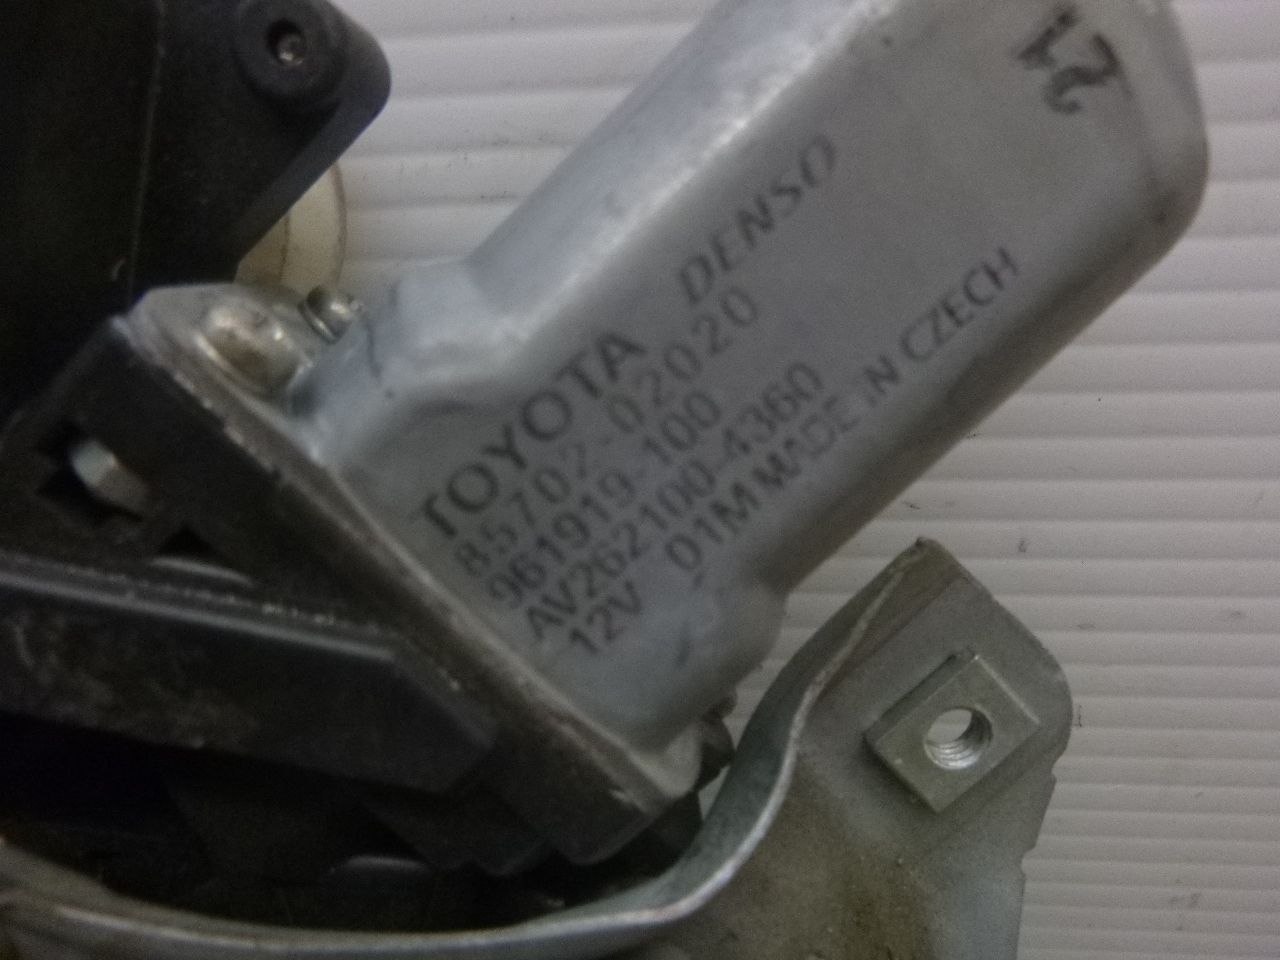 21
TOYOTA DENSO
85702-02020
961919-100
AV262100-4360
12V 01M MADE IN CZECH